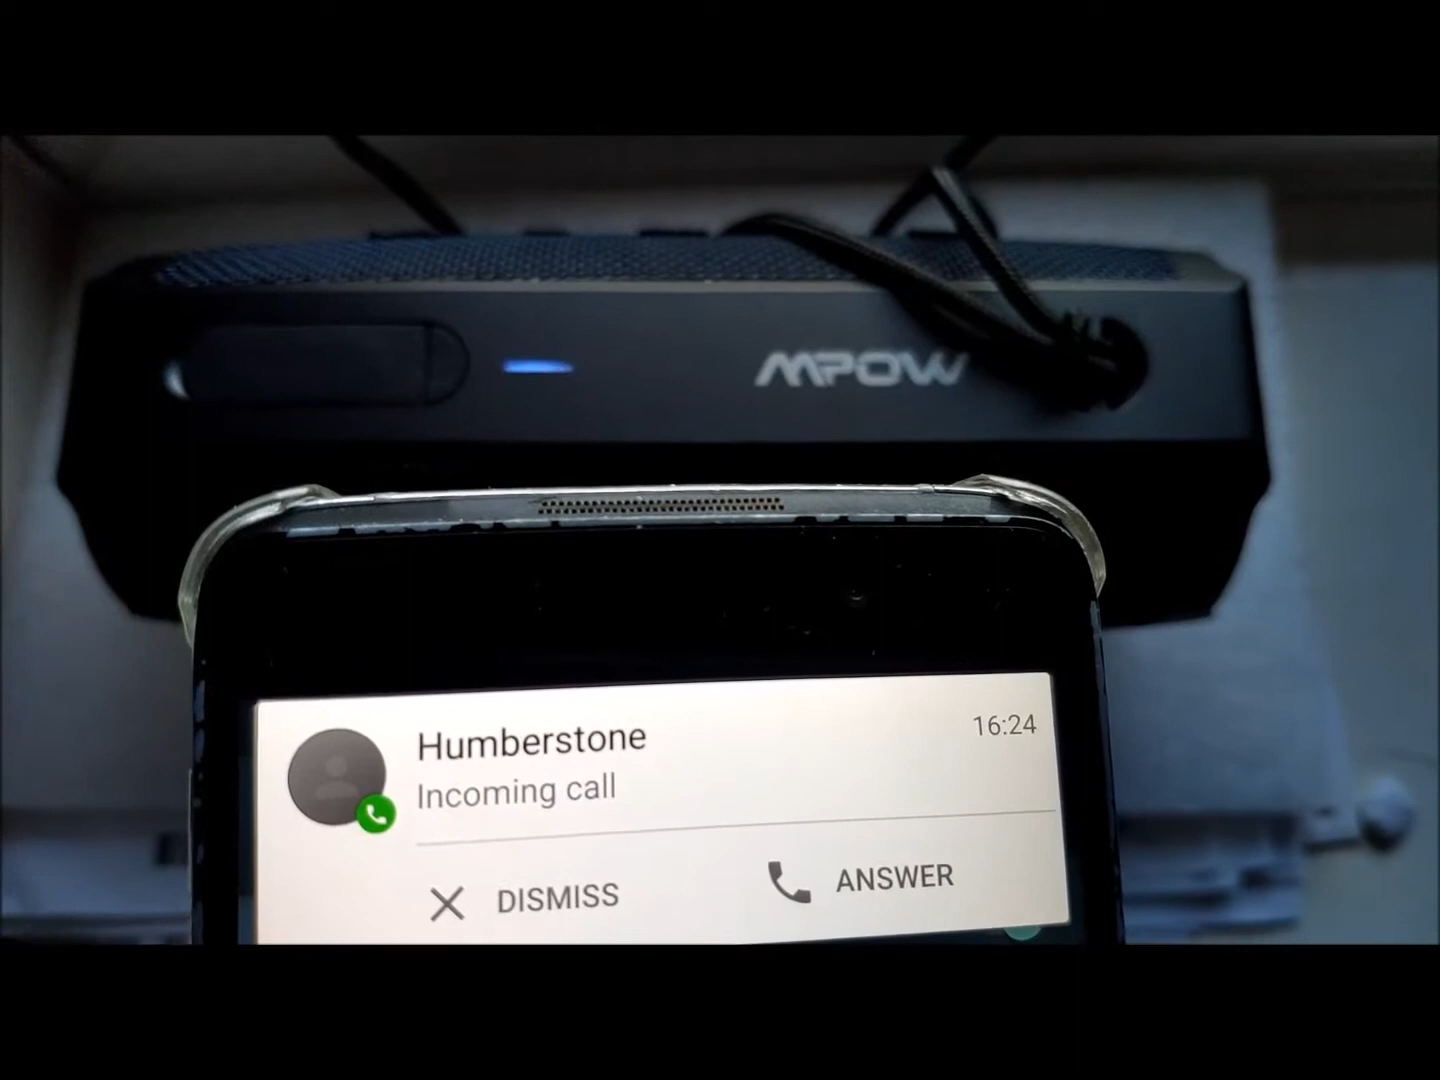 MPOW
Humberstone
16:24
Incoming call
DISMISS
ANSWER